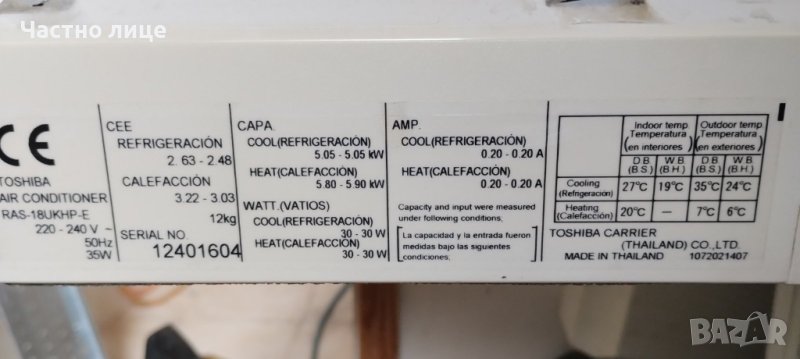 Частно лице
CE
TOSHIBA
AIR CONDITIONER
RAS-18UKHP-E
220 - 240 V ~
50Hz
35W
CEE
REFRIGERACIÓN
2. 63 - 2.48
CALEFACCIÓN
3.22 - 3.03
12kg
SERIAL NO.
12401604
CAPA.
COOL(REFRIGERACIÓN)
5.05 - 5.05 kW
HEAT(CALEFACCIÓN)
5.80 - 5.90 kW
WATT.(VATIOS)
COOL(REFRIGERACIÓN)
30 - 30 W
HEAT(CALEFACCIÓN)
30 - 30 W
AMP.
COOL(REFRIGERACIÓN)
0.20 - 0.20 A
HEAT(CALEFACCIÓN)
0.20 - 0.20 A
Capacity and input were measured
under following conditions.
[La capacidad y la entrada fueron
medidas bajo las siguientes
condiciones.]
Indoor temp. Outdoor temp.
Temperatura Temperatura
(en interiores) (en exteriores)
D.B. W.B. D.B. W.B.
(B.S.) (B.H.) (B.S.) (B.H.)
Cooling 27°C 19°C 35°C 24°C
(Refrigeración)
Heating 20°C — 7°C 6°C
(Calefacción)
TOSHIBA CARRIER
(THAILAND) CO.,LTD.
MADE IN THAILAND 1072021407
BAZAR